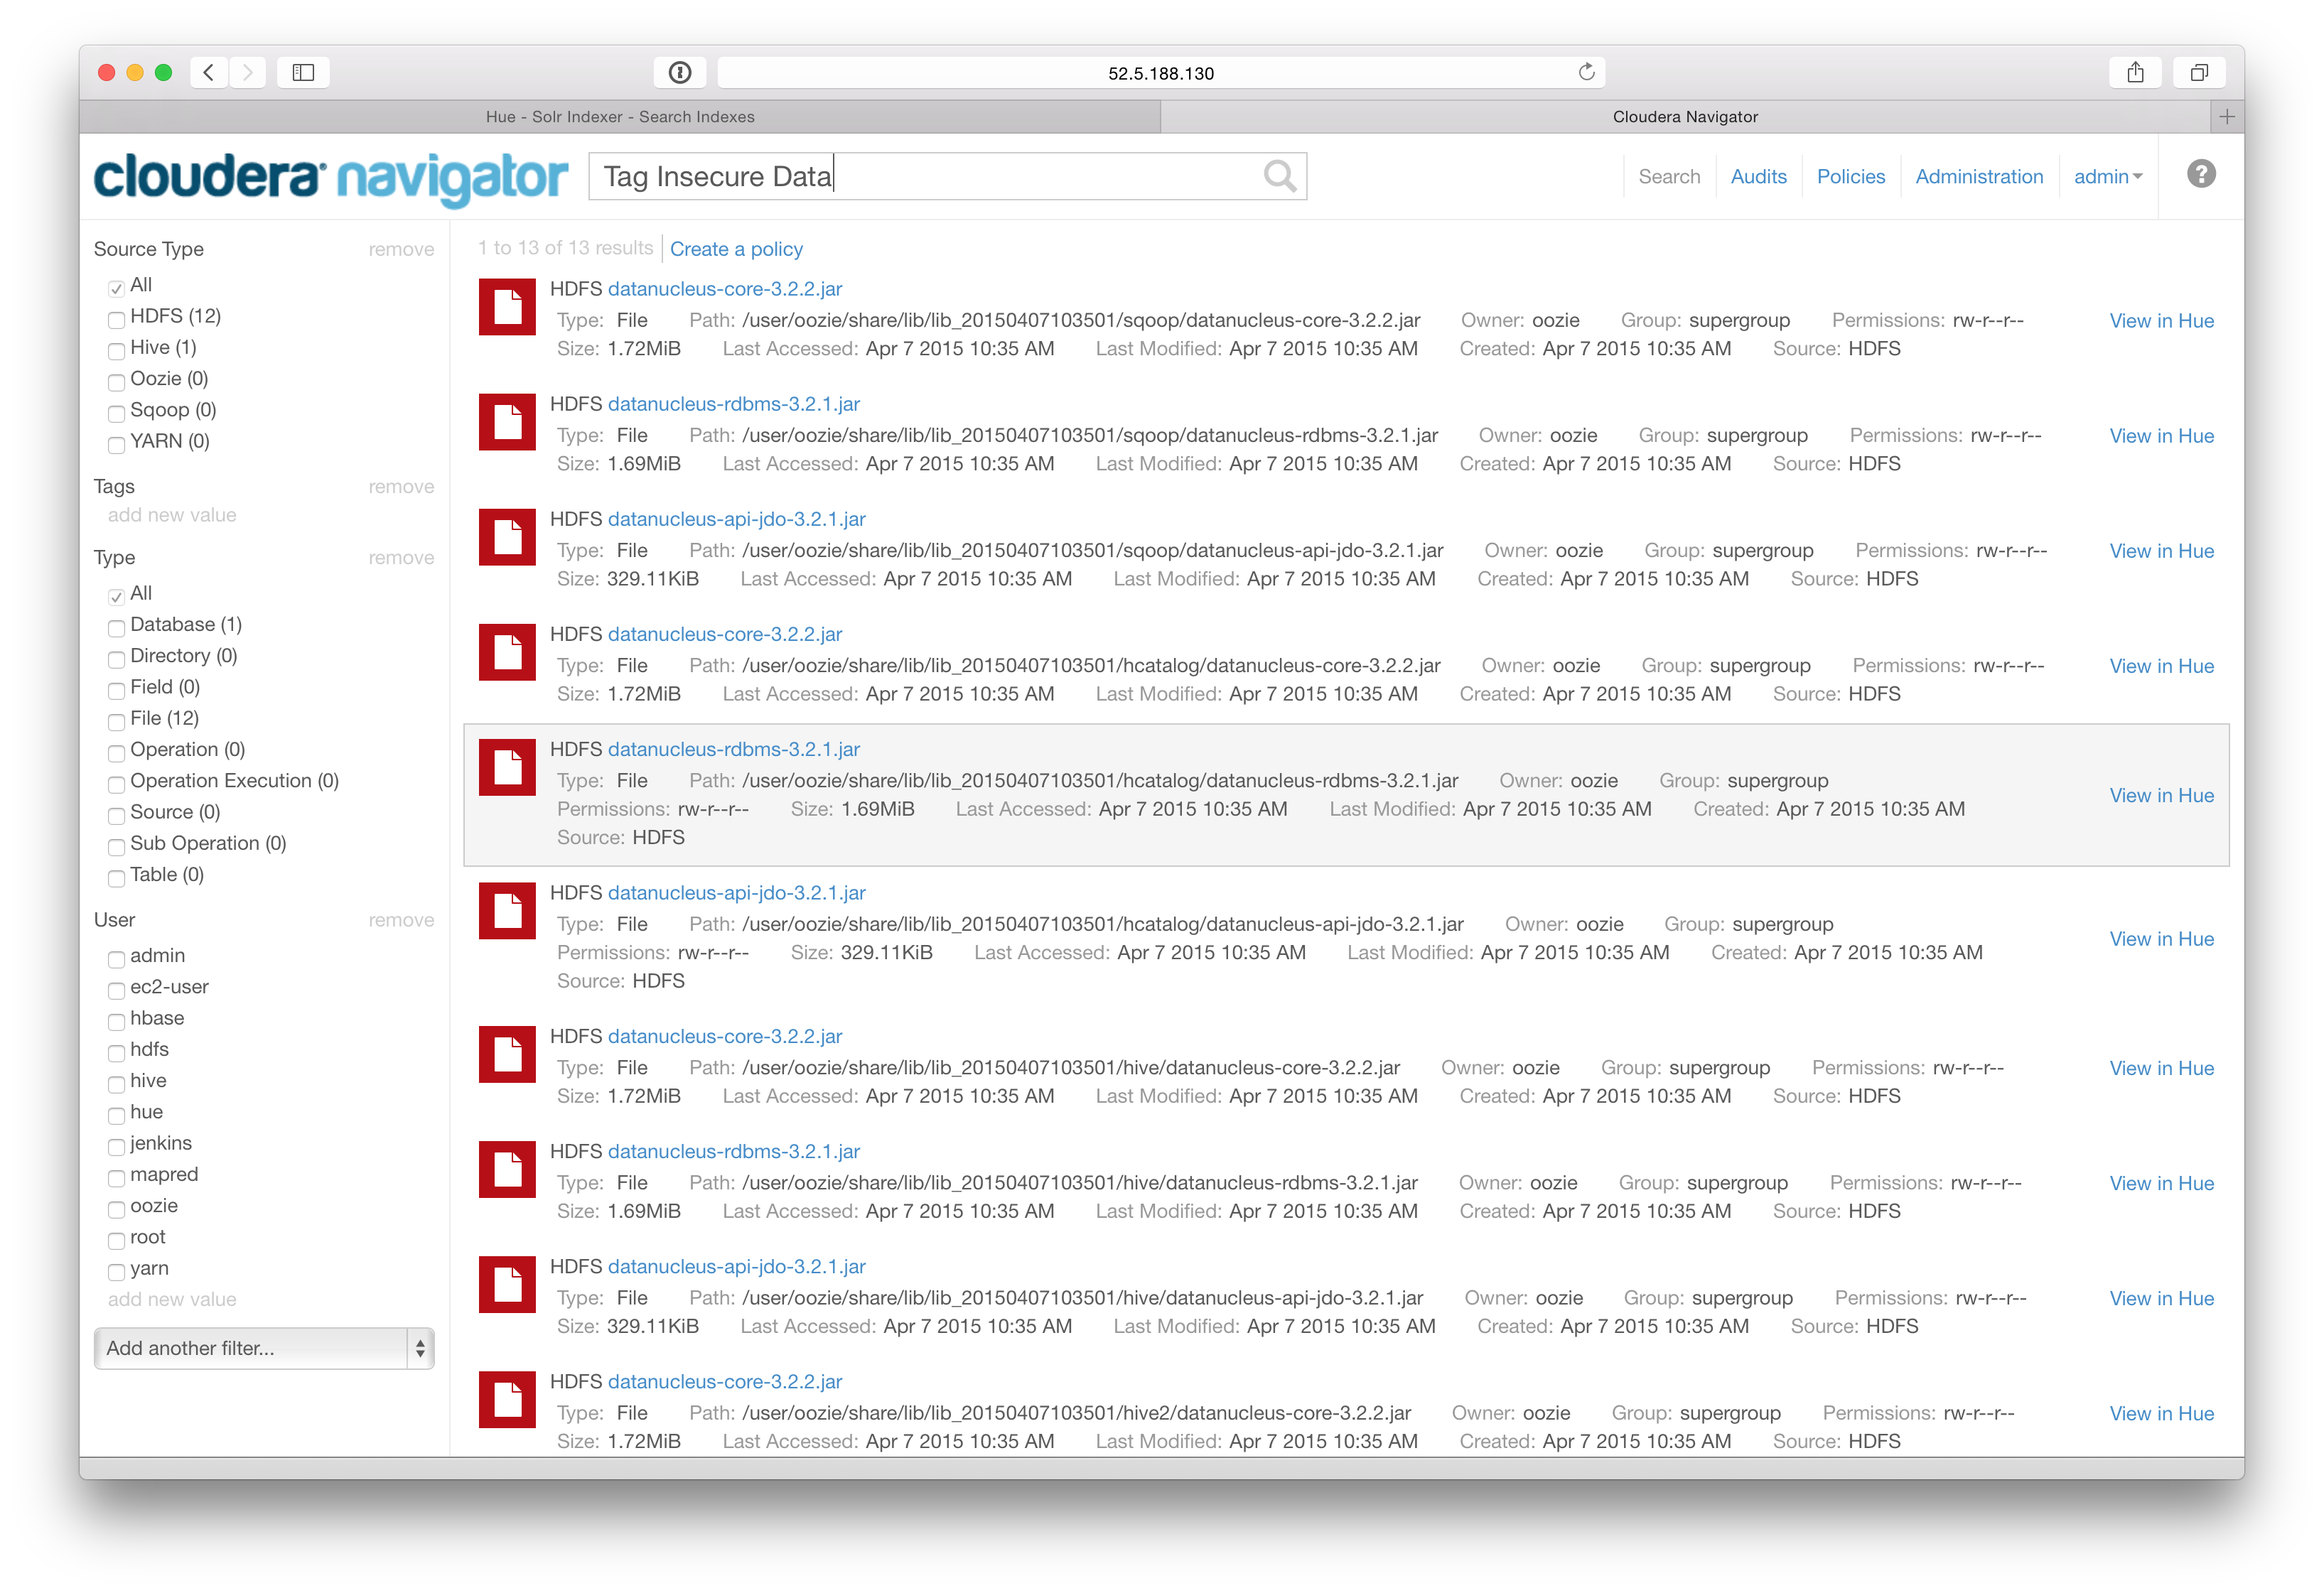 52.5.188.130
Hue - Solr Indexer - Search Indexes
Cloudera Navigator
cloudera navigator
Tag Insecure Data
Search
Audits
Policies
Administration
admin
?
Source Type remove
All
HDFS (12)
Hive (1)
Oozie (0)
Sqoop (0)
YARN (0)
Tags remove
add new value
Type remove
All
Database (1)
Directory (0)
Field (0)
File (12)
Operation (0)
Operation Execution (0)
Source (0)
Sub Operation (0)
Table (0)
User remove
admin
ec2-user
hbase
hdfs
hive
hue
jenkins
mapred
oozie
root
yarn
add new value
Add another filter...
1 to 13 of 13 results Create a policy
HDFS datanucleus-core-3.2.2.jar
Type: File Path: /user/oozie/share/lib/lib_20150407103501/sqoop/datanucleus-core-3.2.2.jar Owner: oozie Group: supergroup Permissions: rw-r--r-- View in Hue
Size: 1.72MiB Last Accessed: Apr 7 2015 10:35 AM Last Modified: Apr 7 2015 10:35 AM Created: Apr 7 2015 10:35 AM Source: HDFS
HDFS datanucleus-rdbms-3.2.1.jar
Type: File Path: /user/oozie/share/lib/lib_20150407103501/sqoop/datanucleus-rdbms-3.2.1.jar Owner: oozie Group: supergroup Permissions: rw-r--r-- View in Hue
Size: 1.69MiB Last Accessed: Apr 7 2015 10:35 AM Last Modified: Apr 7 2015 10:35 AM Created: Apr 7 2015 10:35 AM Source: HDFS
HDFS datanucleus-api-jdo-3.2.1.jar
Type: File Path: /user/oozie/share/lib/lib_20150407103501/sqoop/datanucleus-api-jdo-3.2.1.jar Owner: oozie Group: supergroup Permissions: rw-r--r-- View in Hue
Size: 329.11KiB Last Accessed: Apr 7 2015 10:35 AM Last Modified: Apr 7 2015 10:35 AM Created: Apr 7 2015 10:35 AM Source: HDFS
HDFS datanucleus-core-3.2.2.jar
Type: File Path: /user/oozie/share/lib/lib_20150407103501/hcatalog/datanucleus-core-3.2.2.jar Owner: oozie Group: supergroup Permissions: rw-r--r-- View in Hue
Size: 1.72MiB Last Accessed: Apr 7 2015 10:35 AM Last Modified: Apr 7 2015 10:35 AM Created: Apr 7 2015 10:35 AM Source: HDFS
HDFS datanucleus-rdbms-3.2.1.jar
Type: File Path: /user/oozie/share/lib/lib_20150407103501/hcatalog/datanucleus-rdbms-3.2.1.jar Owner: oozie Group: supergroup
Permissions: rw-r--r-- Size: 1.69MiB Last Accessed: Apr 7 2015 10:35 AM Last Modified: Apr 7 2015 10:35 AM Created: Apr 7 2015 10:35 AM View in Hue
Source: HDFS
HDFS datanucleus-api-jdo-3.2.1.jar
Type: File Path: /user/oozie/share/lib/lib_20150407103501/hcatalog/datanucleus-api-jdo-3.2.1.jar Owner: oozie Group: supergroup
Permissions: rw-r--r-- Size: 329.11KiB Last Accessed: Apr 7 2015 10:35 AM Last Modified: Apr 7 2015 10:35 AM Created: Apr 7 2015 10:35 AM View in Hue
Source: HDFS
HDFS datanucleus-core-3.2.2.jar
Type: File Path: /user/oozie/share/lib/lib_20150407103501/hive/datanucleus-core-3.2.2.jar Owner: oozie Group: supergroup Permissions: rw-r--r-- View in Hue
Size: 1.72MiB Last Accessed: Apr 7 2015 10:35 AM Last Modified: Apr 7 2015 10:35 AM Created: Apr 7 2015 10:35 AM Source: HDFS
HDFS datanucleus-rdbms-3.2.1.jar
Type: File Path: /user/oozie/share/lib/lib_20150407103501/hive/datanucleus-rdbms-3.2.1.jar Owner: oozie Group: supergroup Permissions: rw-r--r-- View in Hue
Size: 1.69MiB Last Accessed: Apr 7 2015 10:35 AM Last Modified: Apr 7 2015 10:35 AM Created: Apr 7 2015 10:35 AM Source: HDFS
HDFS datanucleus-api-jdo-3.2.1.jar
Type: File Path: /user/oozie/share/lib/lib_20150407103501/hive/datanucleus-api-jdo-3.2.1.jar Owner: oozie Group: supergroup Permissions: rw-r--r-- View in Hue
Size: 329.11KiB Last Accessed: Apr 7 2015 10:35 AM Last Modified: Apr 7 2015 10:35 AM Created: Apr 7 2015 10:35 AM Source: HDFS
HDFS datanucleus-core-3.2.2.jar
Type: File Path: /user/oozie/share/lib/lib_20150407103501/hive2/datanucleus-core-3.2.2.jar Owner: oozie Group: supergroup Permissions: rw-r--r-- View in Hue
Size: 1.72MiB Last Accessed: Apr 7 2015 10:35 AM Last Modified: Apr 7 2015 10:35 AM Created: Apr 7 2015 10:35 AM Source: HDFS